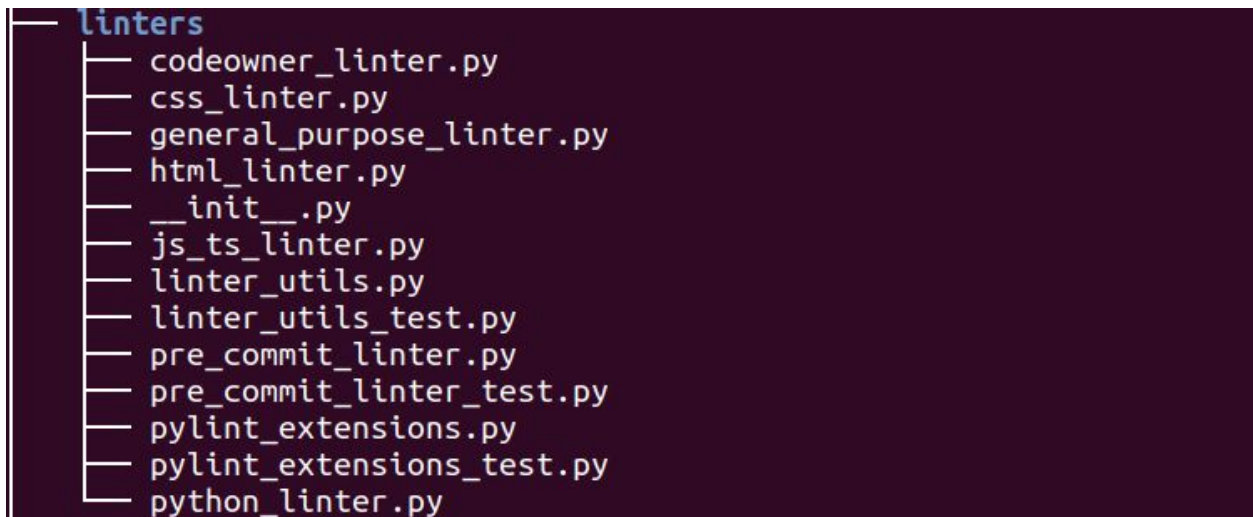 linters
codeowner_linter.py
css_linter.py
general_purpose_linter.py
html_linter.py
__init__.py
js_ts_linter.py
linter_utils.py
linter_utils_test.py
pre_commit_linter.py
pre_commit_linter_test.py
pylint_extensions.py
pylint_extensions_test.py
python_linter.py